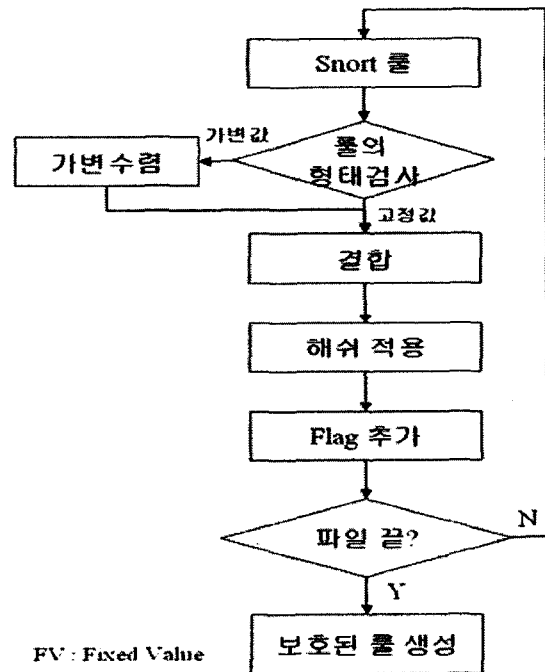 Snort 룰
가변값
룰의
형태검사
가변수렴
고정값
결합
해쉬 적용
Flag 추가
파일 끝?
N
Y
보호된 룰 생성
FV : Fixed Value